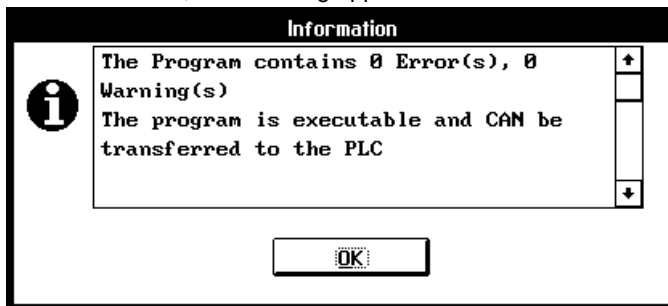 Information
The Program contains 0 Error(s), 0
Warning(s)
The program is executable and CAN be
transferred to the PLC
OK